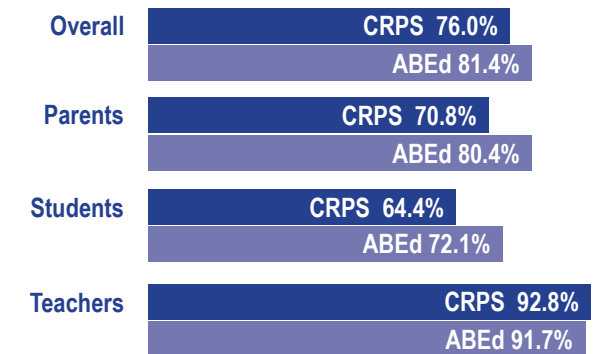 Overall
CRPS 76.0%
ABEd 81.4%
Parents
CRPS 70.8%
ABEd 80.4%
Students
CRPS 64.4%
ABEd 72.1%
Teachers
CRPS 92.8%
ABEd 91.7%